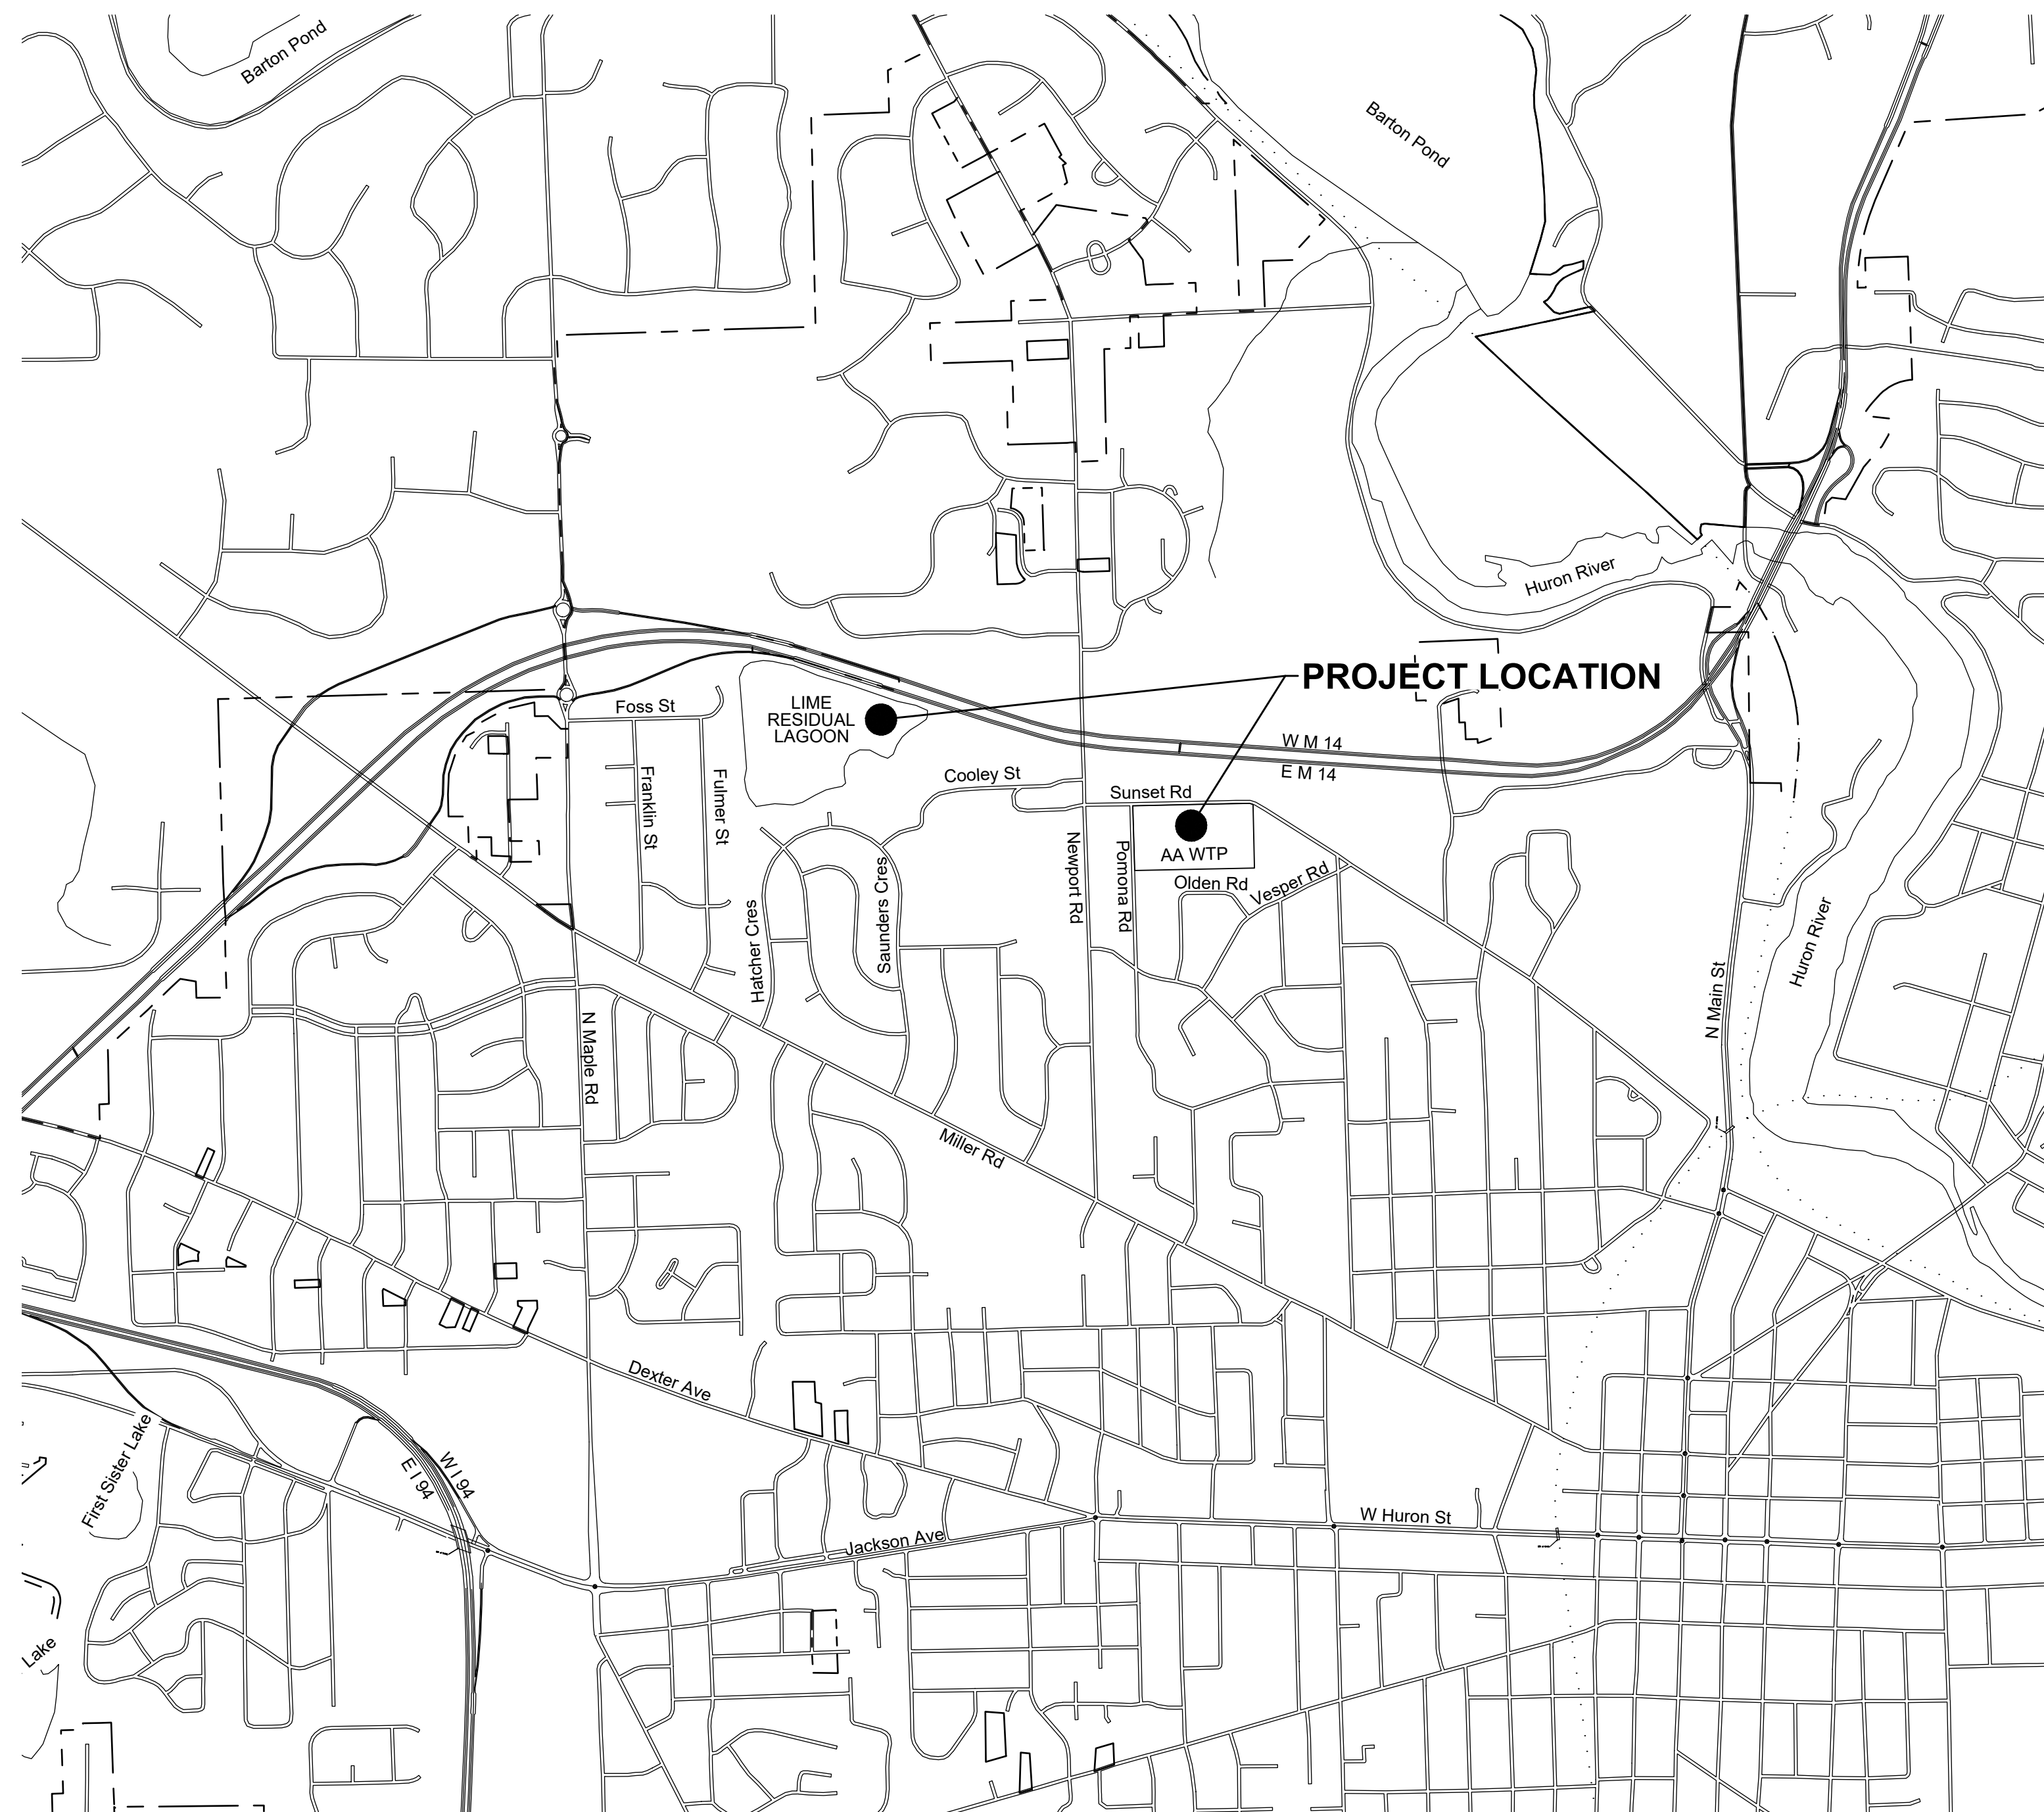 Barton Pond
Barton Pond
Huron River
PROJECT LOCATION
LIME
RESIDUAL
LAGOON
Foss St
W M 14
E M 14
Cooley St
Sunset Rd
Franklin St
Fulmer St
AA WTP
Newport Rd
Pomona Rd
Olden Rd
Vesper Rd
Hatcher Cres
Saunders Cres
Huron River
N Main St
N Maple Rd
Miller Rd
Dexter Ave
First Sister Lake
W I 94
E I 94
W Huron St
Jackson Ave
Lake